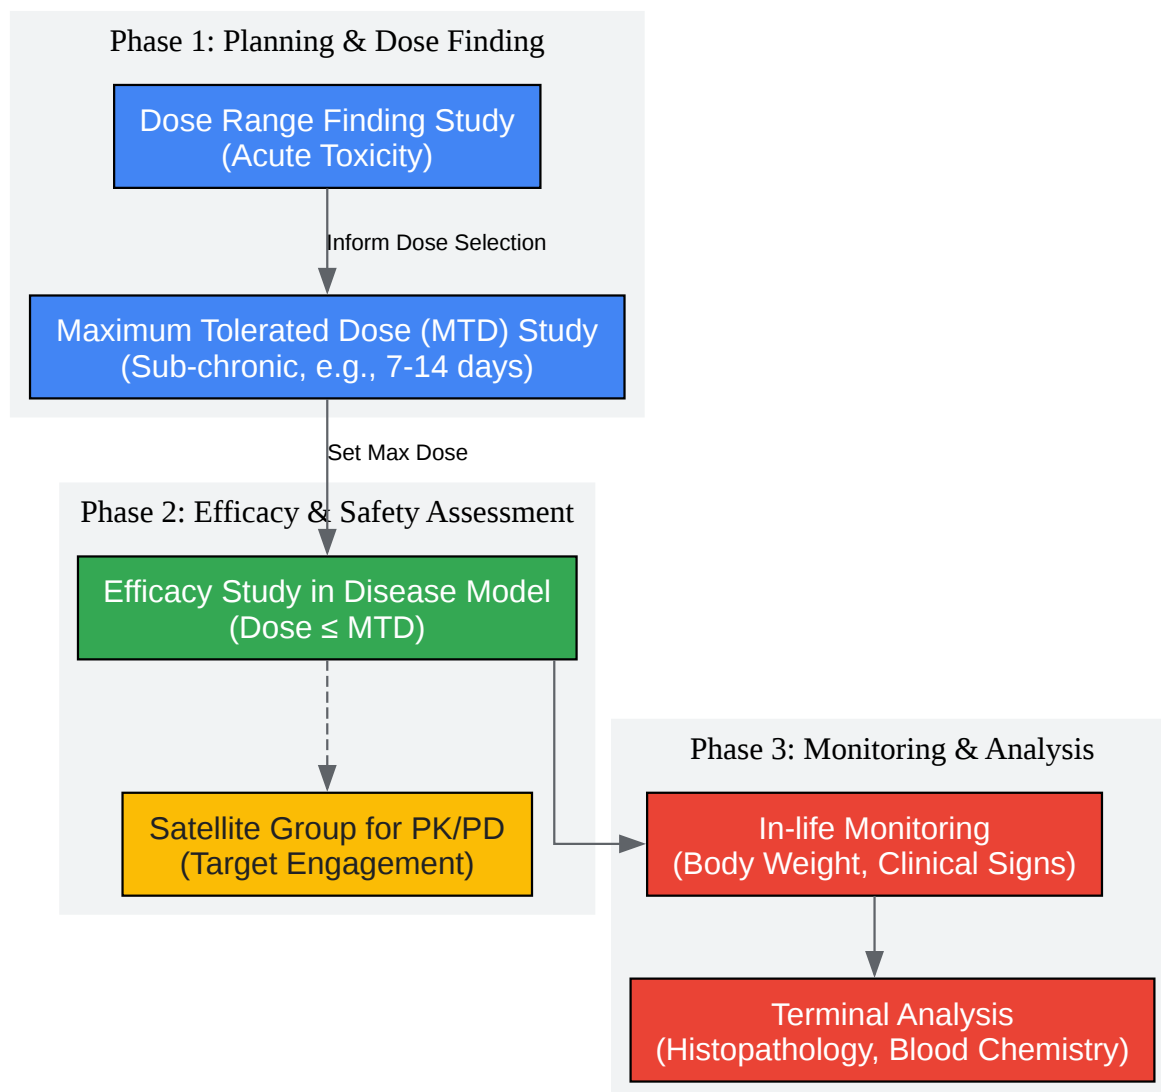 Phase 1: Planning & Dose Finding
Dose Range Finding Study
(Acute Toxicity)
Inform Dose Selection
Maximum Tolerated Dose (MTD) Study
(Sub-chronic, e.g., 7-14 days)
Set Max Dose
Phase 2: Efficacy & Safety Assessment
Efficacy Study in Disease Model
(Dose ≤ MTD)
Satellite Group for PK/PD
(Target Engagement)
Phase 3: Monitoring & Analysis
In-life Monitoring
(Body Weight, Clinical Signs)
Terminal Analysis
(Histopathology, Blood Chemistry)